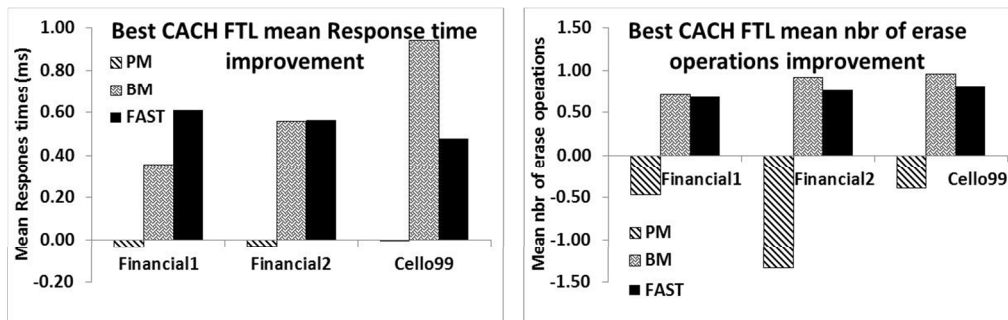 Best CACH FTL mean Response time
improvement
Mean Respones times (ms)
1.00
0.80
0.60
0.40
0.20
0.00
-0.20
PM
BM
FAST
Financial1
Financial2
Cello99
Best CACH FTL mean nbr of erase
operations improvement
Mean nbr of erase operations
1.50
1.00
0.50
0.00
-0.50
-1.00
-1.50
Financial1
Financial2
Cello99
PM
BM
FAST